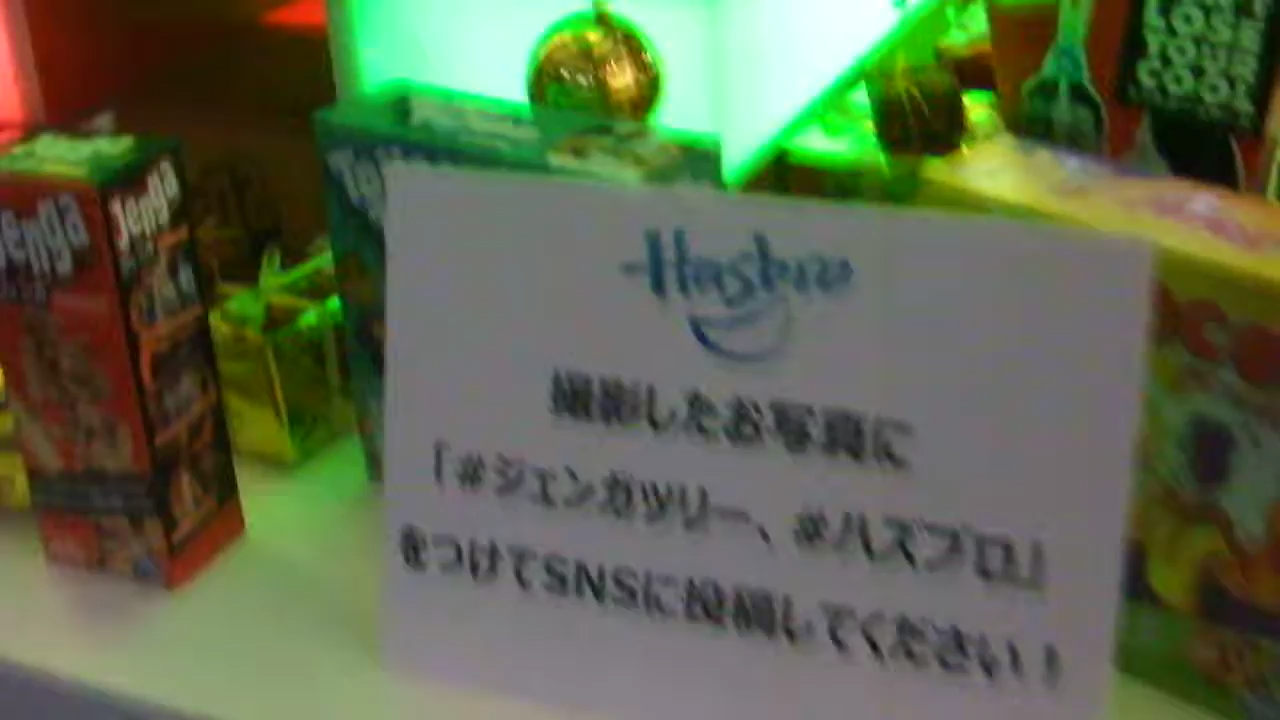 Jenga
Jenga
Hasbro
撮影したお写真に
「#ジェンガツリー、#ハズブロ」
をつけてSNSに投稿してください！